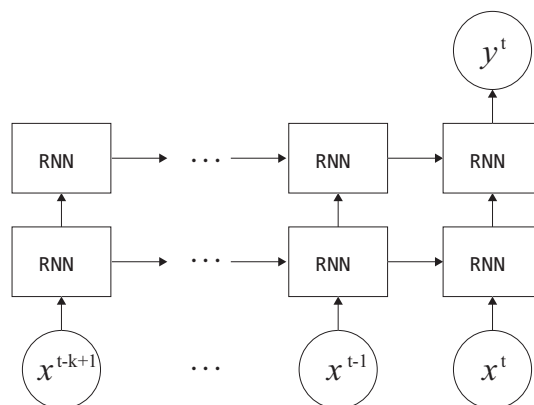 y^t
RNN ... RNN RNN
RNN ... RNN RNN
x^{t-k+1} ... x^{t-1} x^t